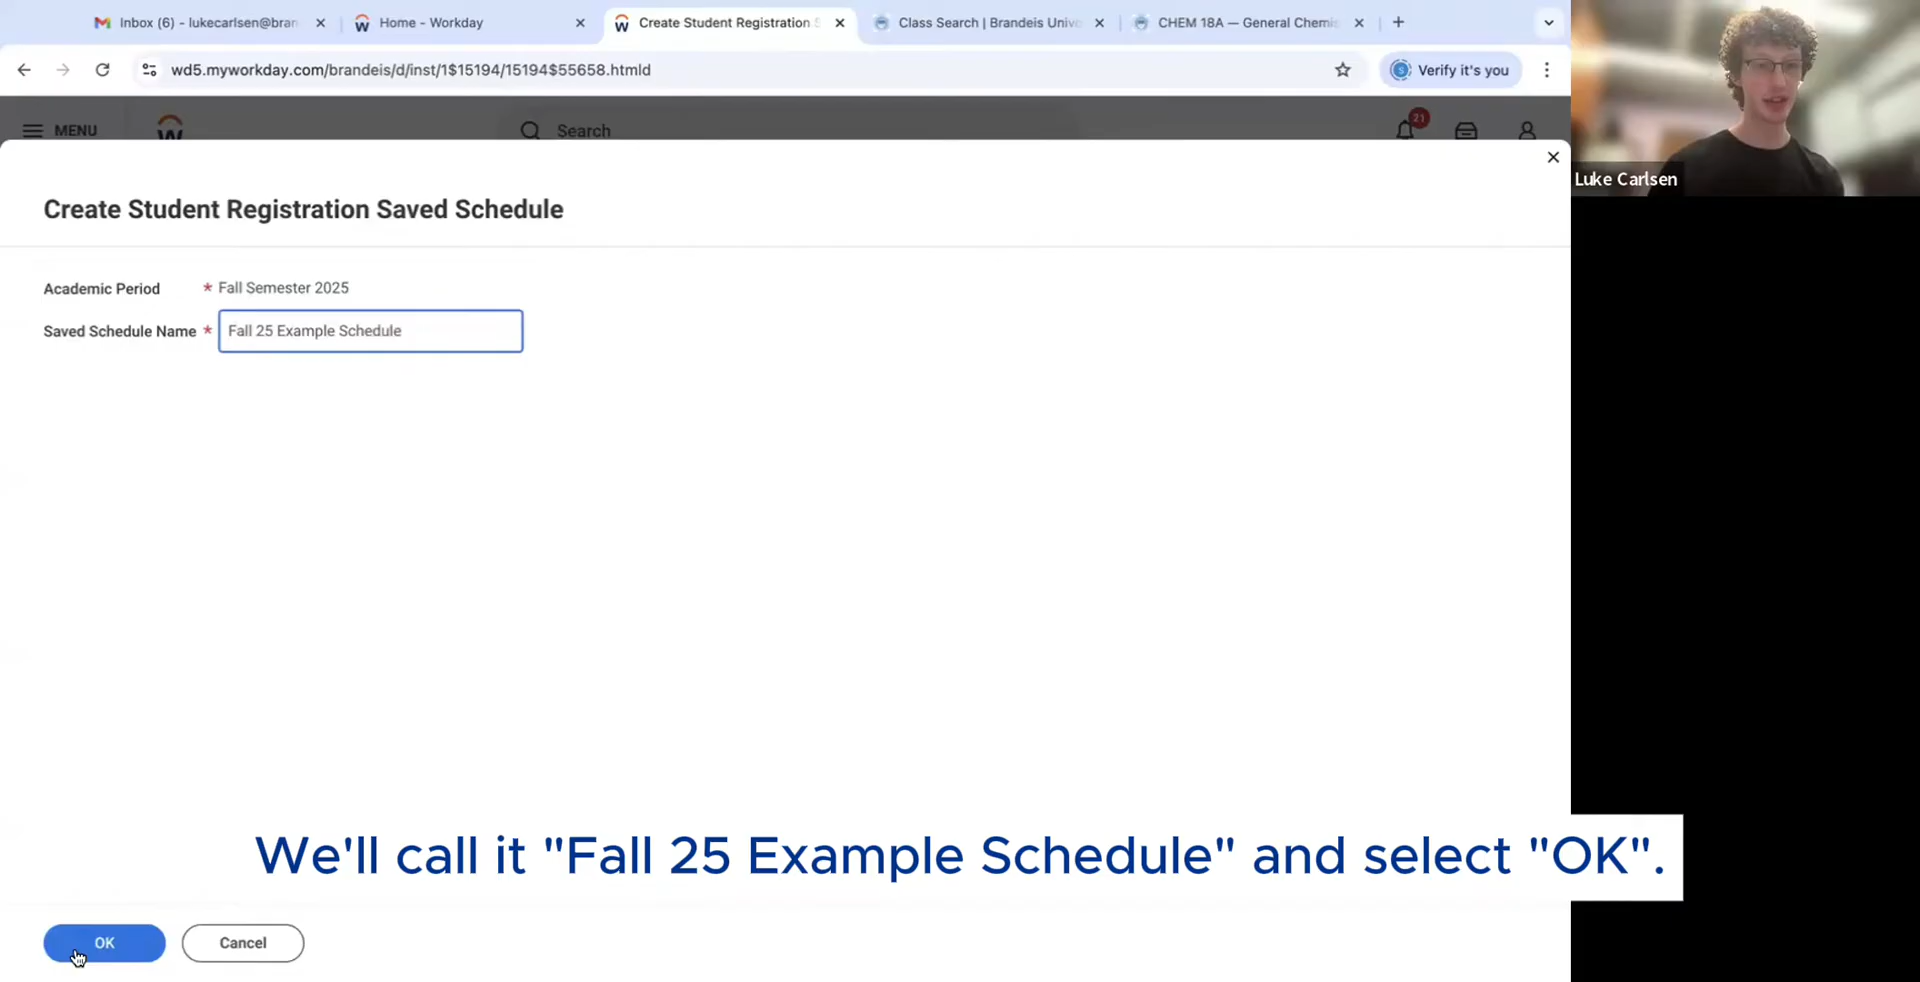 Inbox (6) - lukecarlsen@bran
Home - Workday
Create Student Registration S
Class Search | Brandeis Unive
CHEM 18A — General Chemis
wd5.myworkday.com/brandeis/d/inst/1$15194/15194$55658.htmld
Verify it's you
MENU
Search
21
Luke Carlsen
Create Student Registration Saved Schedule
Academic Period * Fall Semester 2025
Saved Schedule Name * Fall 25 Example Schedule
We'll call it "Fall 25 Example Schedule" and select "OK".
OK
Cancel